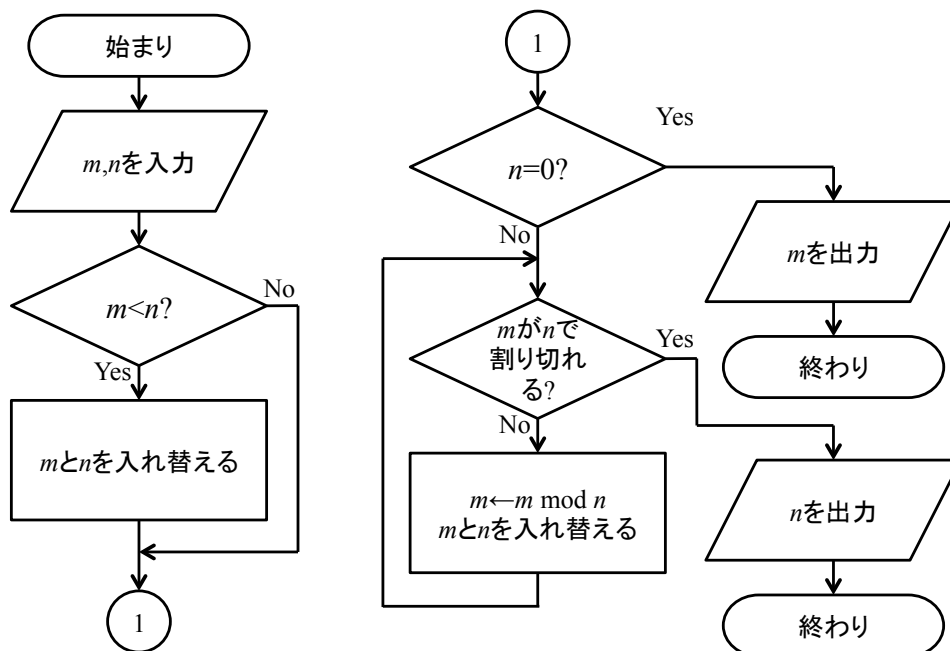 始まり
m,nを入力
m<n?
No
Yes
mとnを入れ替える
1
1
n=0?
Yes
No
mを出力
終わり
mがnで
割り切れ
る?
Yes
No
m←m mod n
mとnを入れ替える
nを出力
終わり